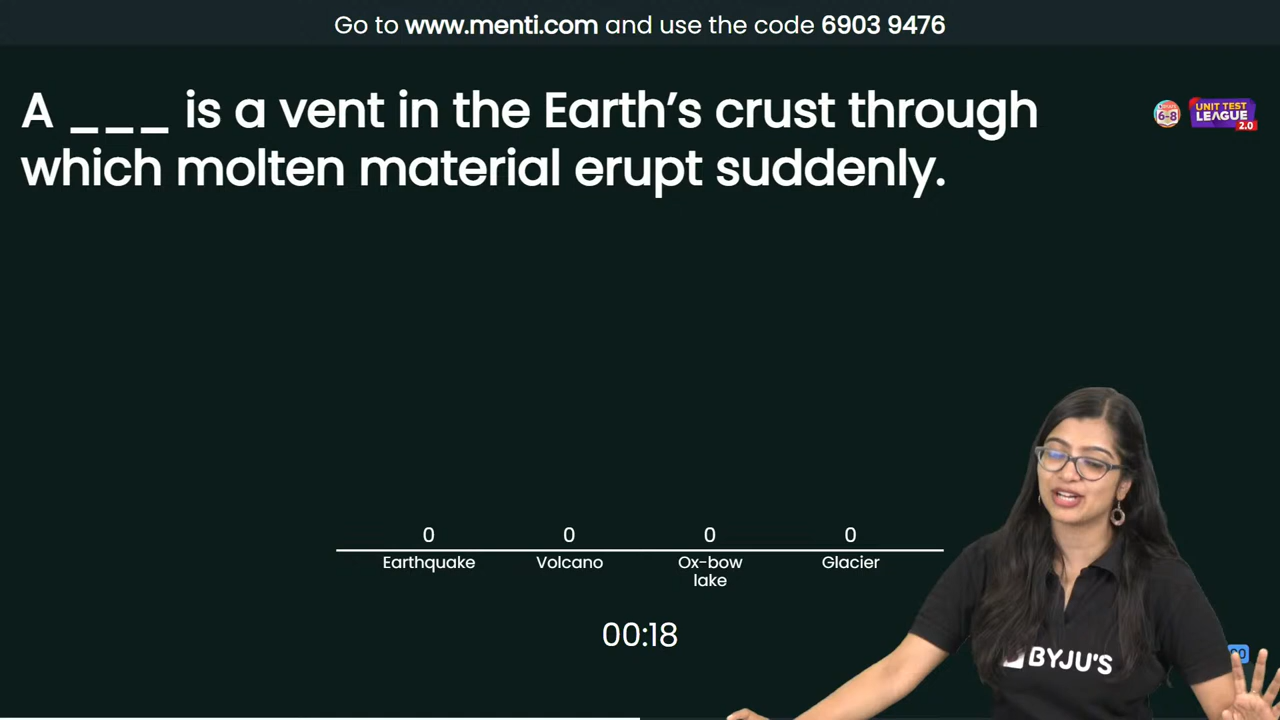 Go to www.menti.com and use the code 6903 9476
A ___ is a vent in the Earth’s crust through
which molten material erupt suddenly.
6-8
UNIT TEST
LEAGUE
2.0
0 0 0 0
Earthquake Volcano Ox-bow lake Glacier
00:18
BYJU'S